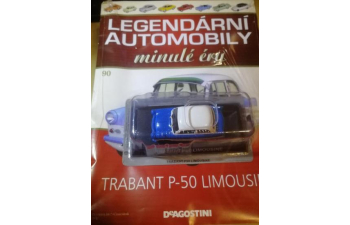 LEGENDÁRNÍ
AUTOMOBILY
minulé éry
90
TRABANT P-50 LIMOUSI
DeAGOSTINI